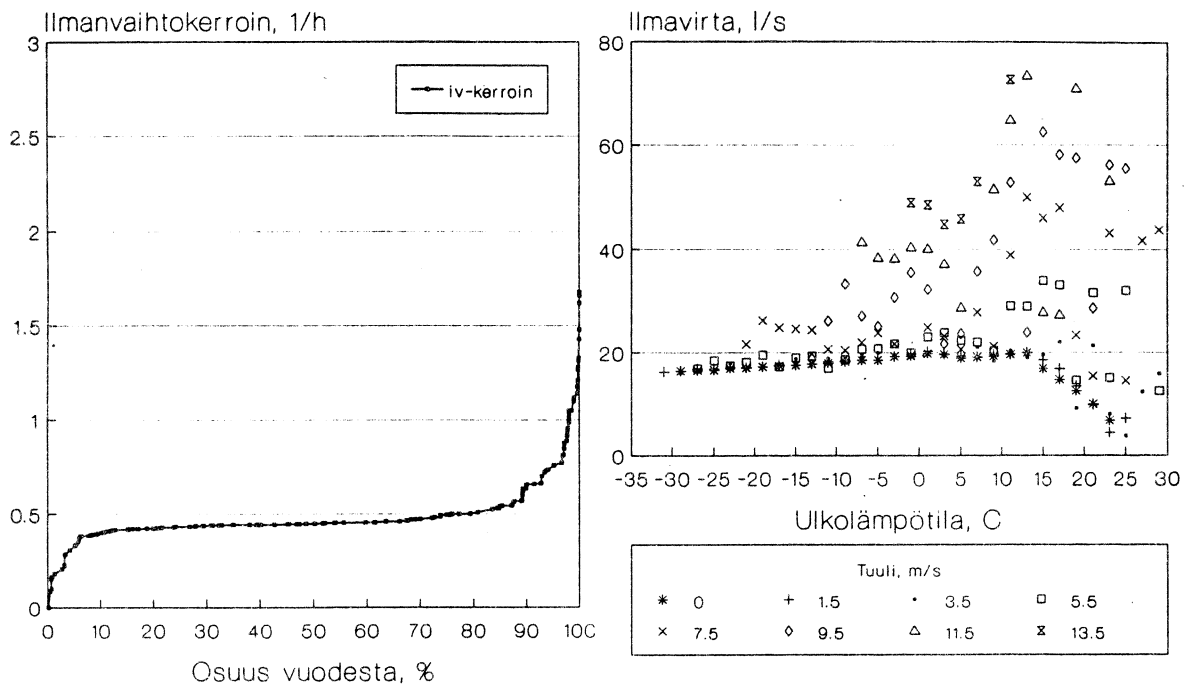 Ilmanvaihtokerroin, 1/h
3
2.5
2
1.5
1
0.5
0
iv-kerroin
0 10 20 30 40 50 60 70 80 90 100
Osuus vuodesta, %
Ilmavirta, l/s
80
60
40
20
0
-35 -30 -25 -20 -15 -10 -5 0 5 10 15 20 25 30
Ulkolämpötila, C
Tuuli, m/s
0 1.5 3.5 5.5
7.5 9.5 11.5 13.5